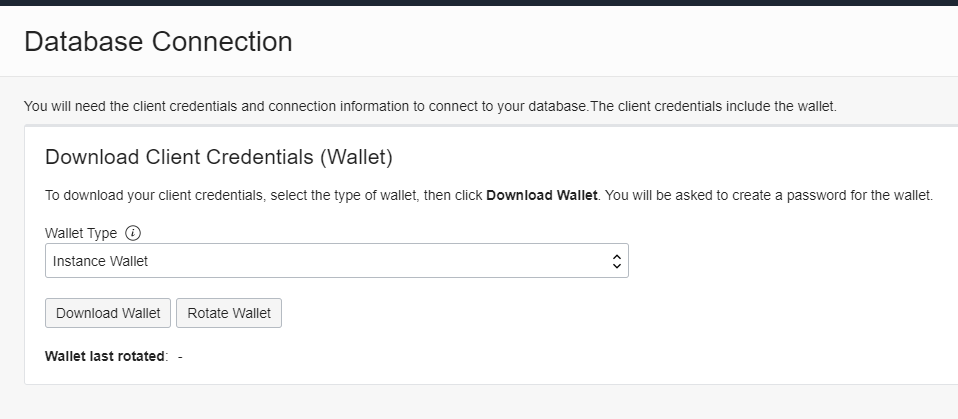 Database Connection
You will need the client credentials and connection information to connect to your database.The client credentials include the wallet.
Download Client Credentials (Wallet)
To download your client credentials, select the type of wallet, then click Download Wallet. You will be asked to create a password for the wallet.
Wallet Type i
Instance Wallet
Download Wallet Rotate Wallet
Wallet last rotated: -